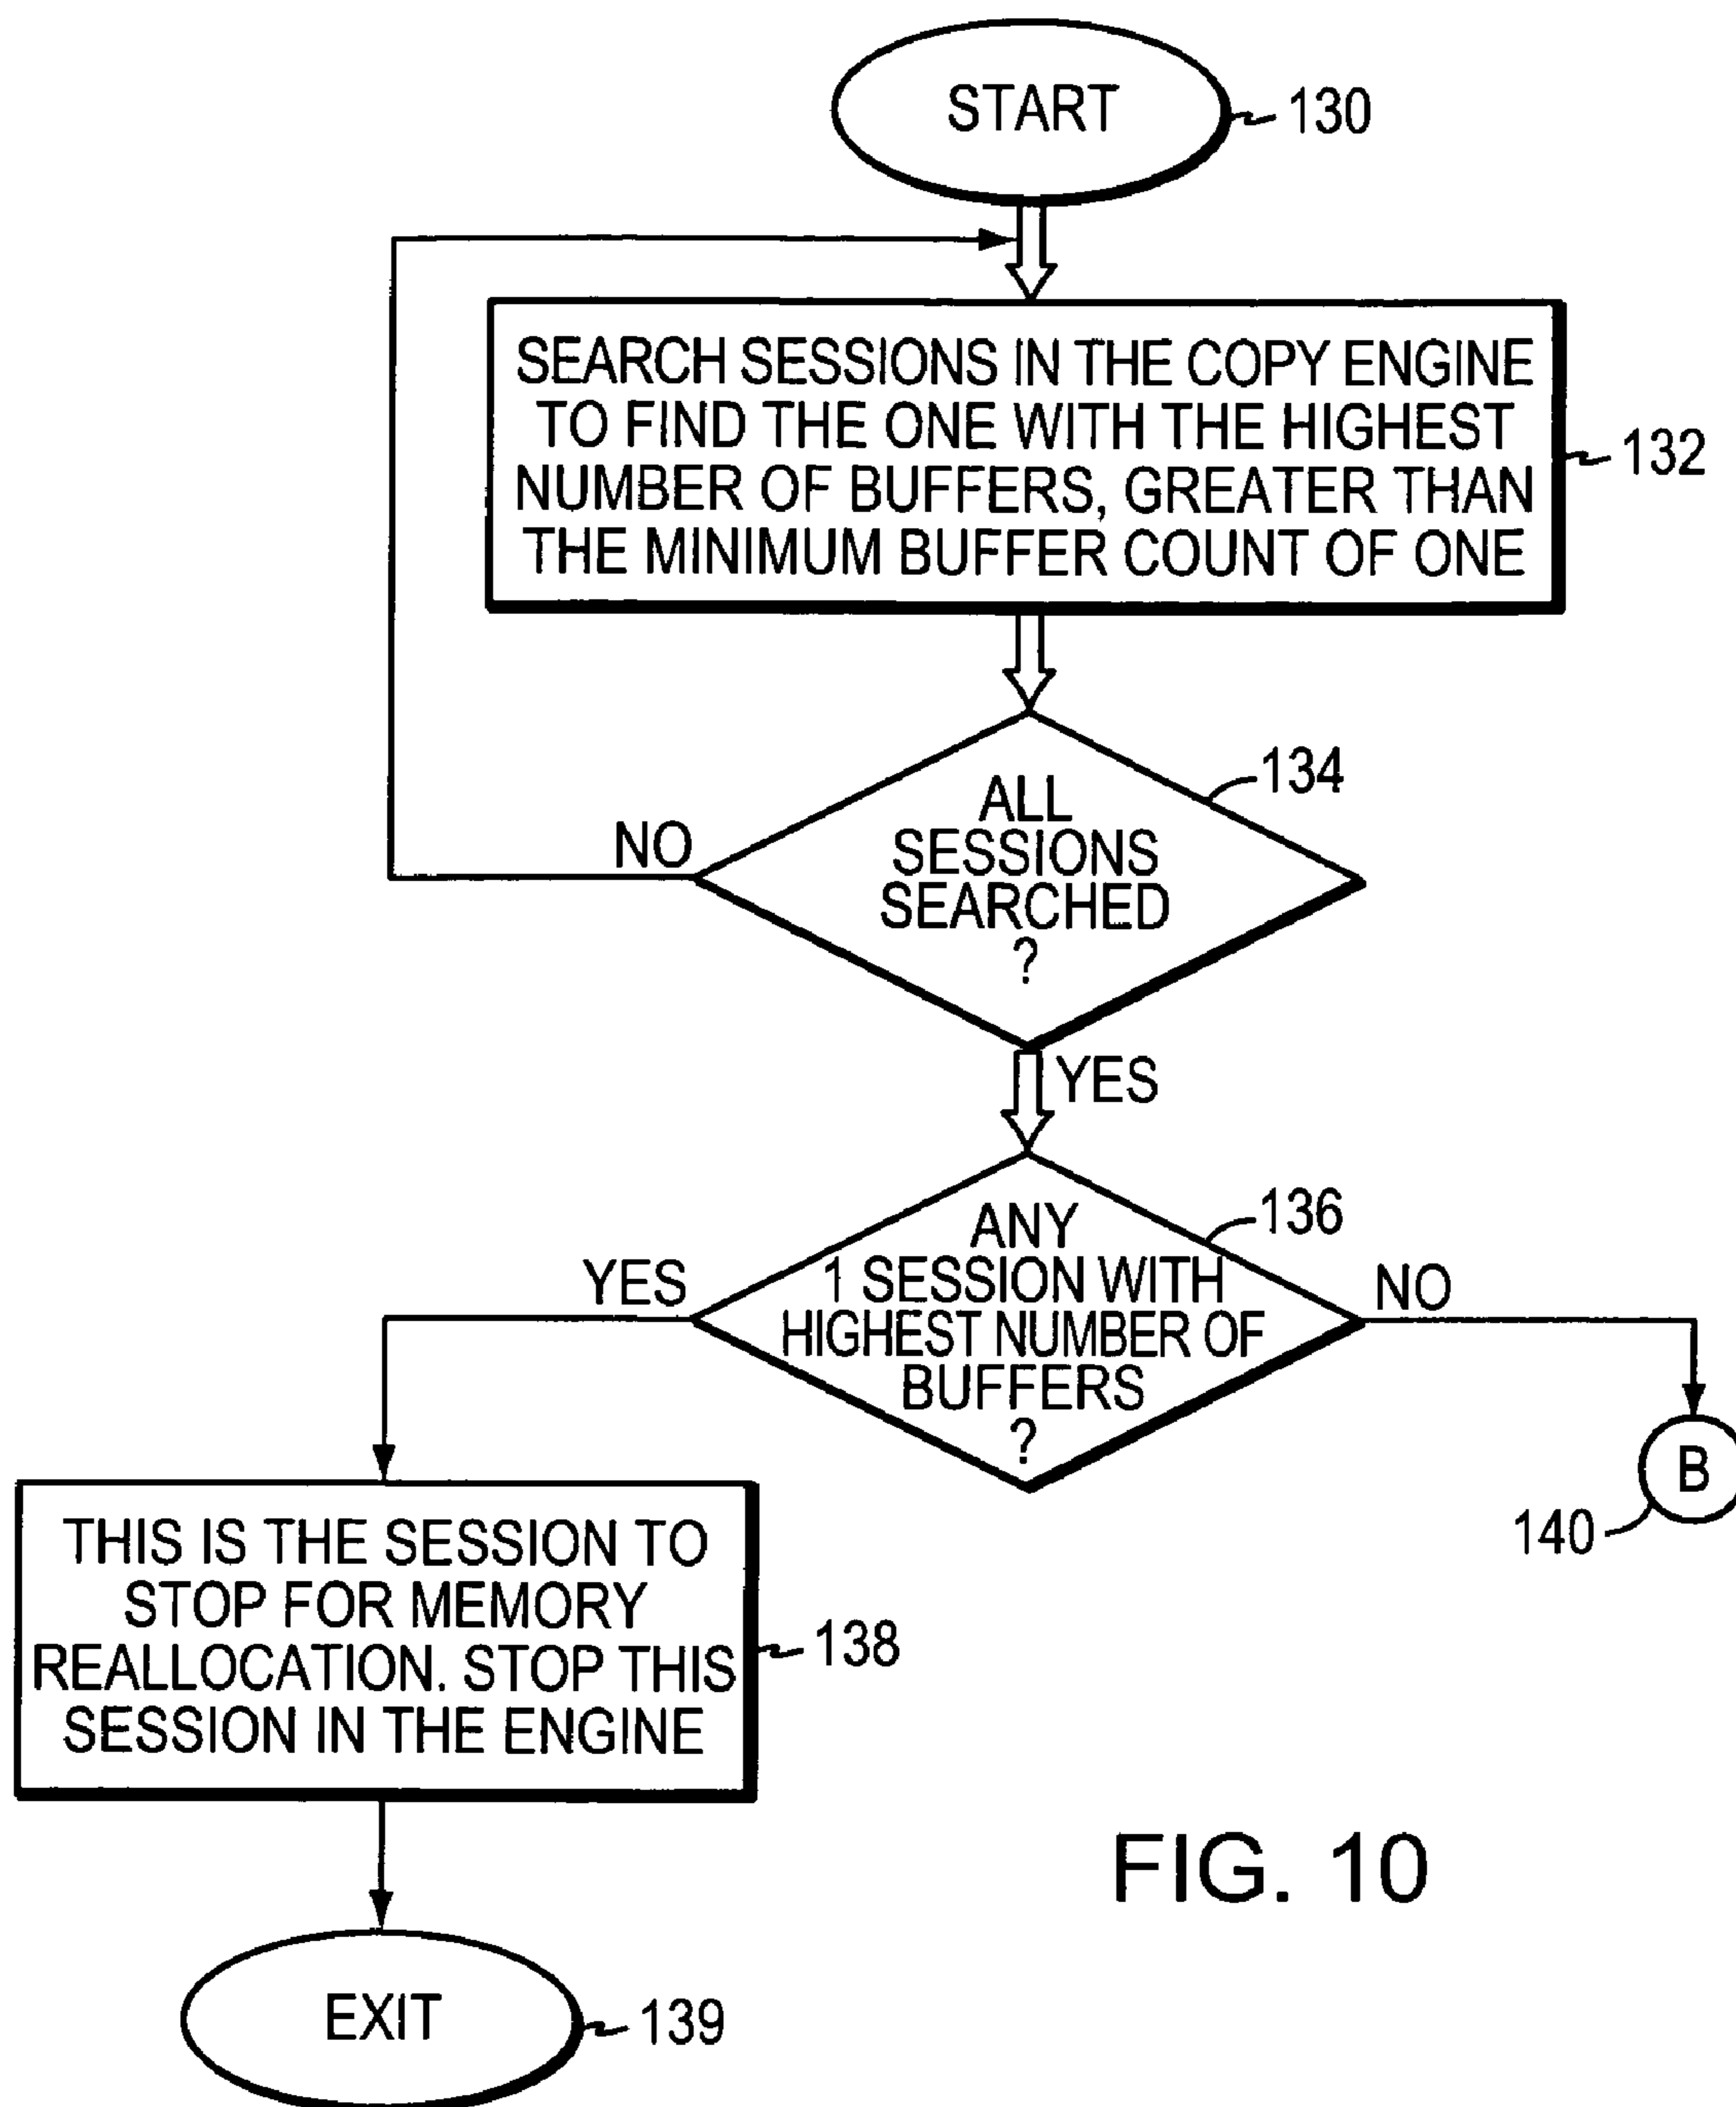 START
130
SEARCH SESSIONS IN THE COPY ENGINE
TO FIND THE ONE WITH THE HIGHEST
NUMBER OF BUFFERS, GREATER THAN
THE MINIMUM BUFFER COUNT OF ONE
132
134
ALL
SESSIONS
SEARCHED
?
NO
YES
136
ANY
1 SESSION WITH
HIGHEST NUMBER OF
BUFFERS
?
YES
NO
B
140
THIS IS THE SESSION TO
STOP FOR MEMORY
REALLOCATION. STOP THIS
SESSION IN THE ENGINE
138
EXIT
139
FIG. 10